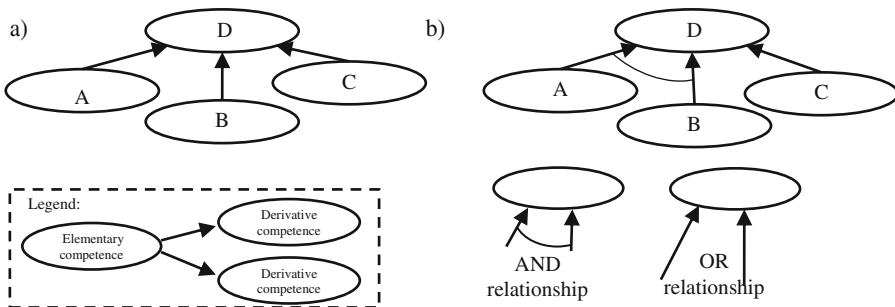 a)
D
A
B
C
b)
D
A
B
C
Legend:
Elementary
competence
Derivative
competence
Derivative
competence
AND
relationship
OR
relationship